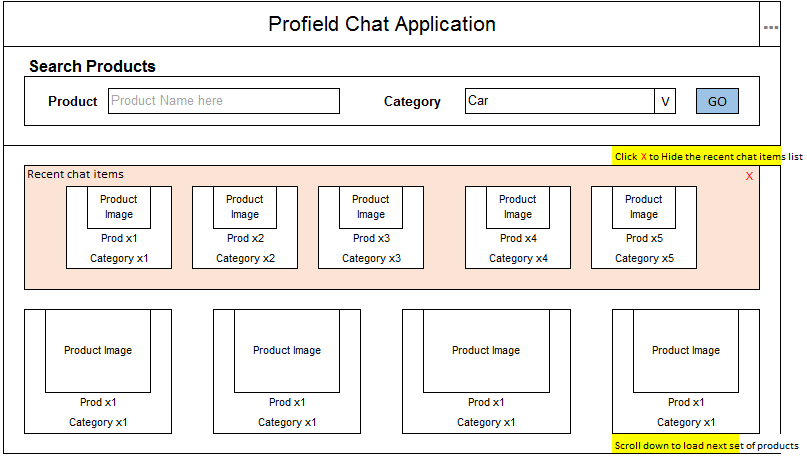 Profield Chat Application
...
Search Products
Product Product Name here Category Car V GO
Click X to Hide the recent chat items list
Recent chat items X
Product Product Product Product Product
Image Image Image Image Image
Prod x1 Prod x2 Prod x3 Prod x4 Prod x5
Category x1 Category x2 Category x3 Category x4 Category x5
Product Image Product Image Product Image Product Image
Prod x1 Prod x1 Prod x1 Prod x1
Category x1 Category x1 Category x1 Category x1
Scroll down to load next set of products